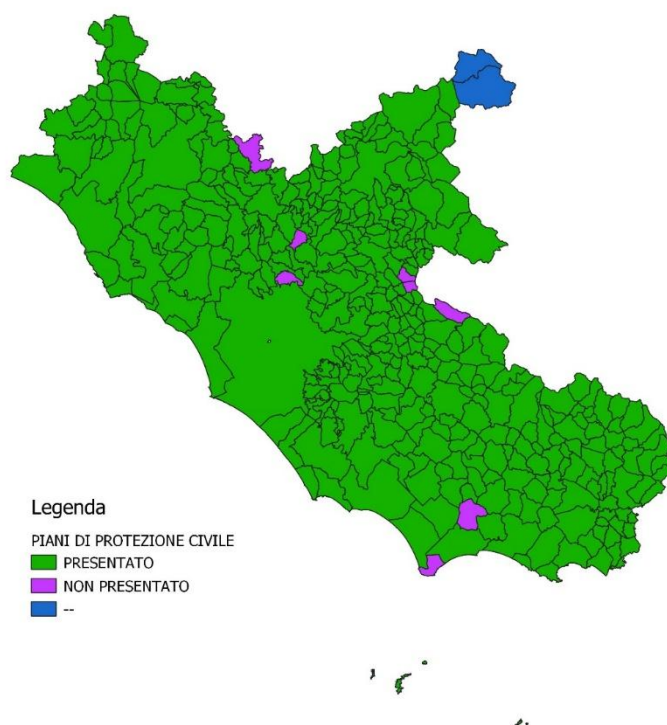 Legenda
PIANI DI PROTEZIONE CIVILE
PRESENTATO
NON PRESENTATO
--